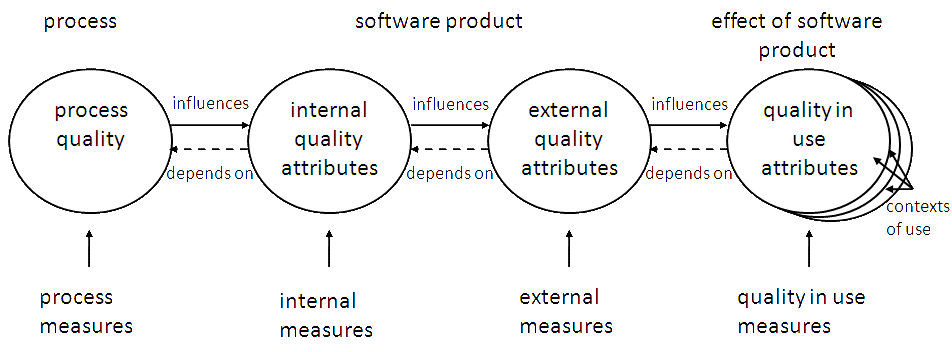 process
software product
effect of software
product
process
quality
influences
depends on
internal
quality
attributes
influences
depends on
external
quality
attributes
influences
depends on
quality in
use
attributes
contexts
of use
process
measures
internal
measures
external
measures
quality in use
measures